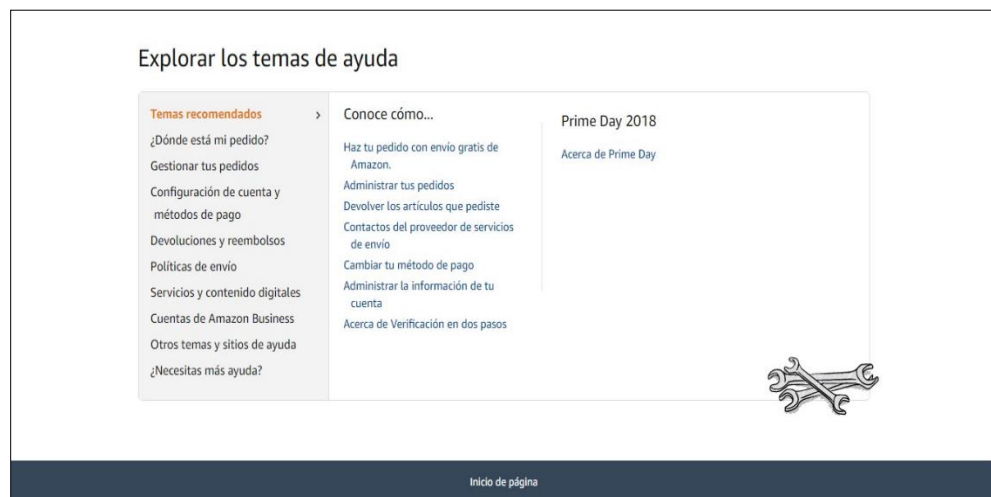 Explorar los temas de ayuda
Temas recomendados
¿Dónde está mi pedido?
Gestionar tus pedidos
Configuración de cuenta y
métodos de pago
Devoluciones y reembolsos
Políticas de envío
Servicios y contenido digitales
Cuentas de Amazon Business
Otros temas y sitios de ayuda
¿Necesitas más ayuda?
Conoce cómo...
Haz tu pedido con envío gratis de
Amazon.
Administrar tus pedidos
Devolver los artículos que pediste
Contactos del proveedor de servicios
de envío
Cambiar tu método de pago
Administrar la información de tu
cuenta
Acerca de Verificación en dos pasos
Prime Day 2018
Acerca de Prime Day
Inicio de página